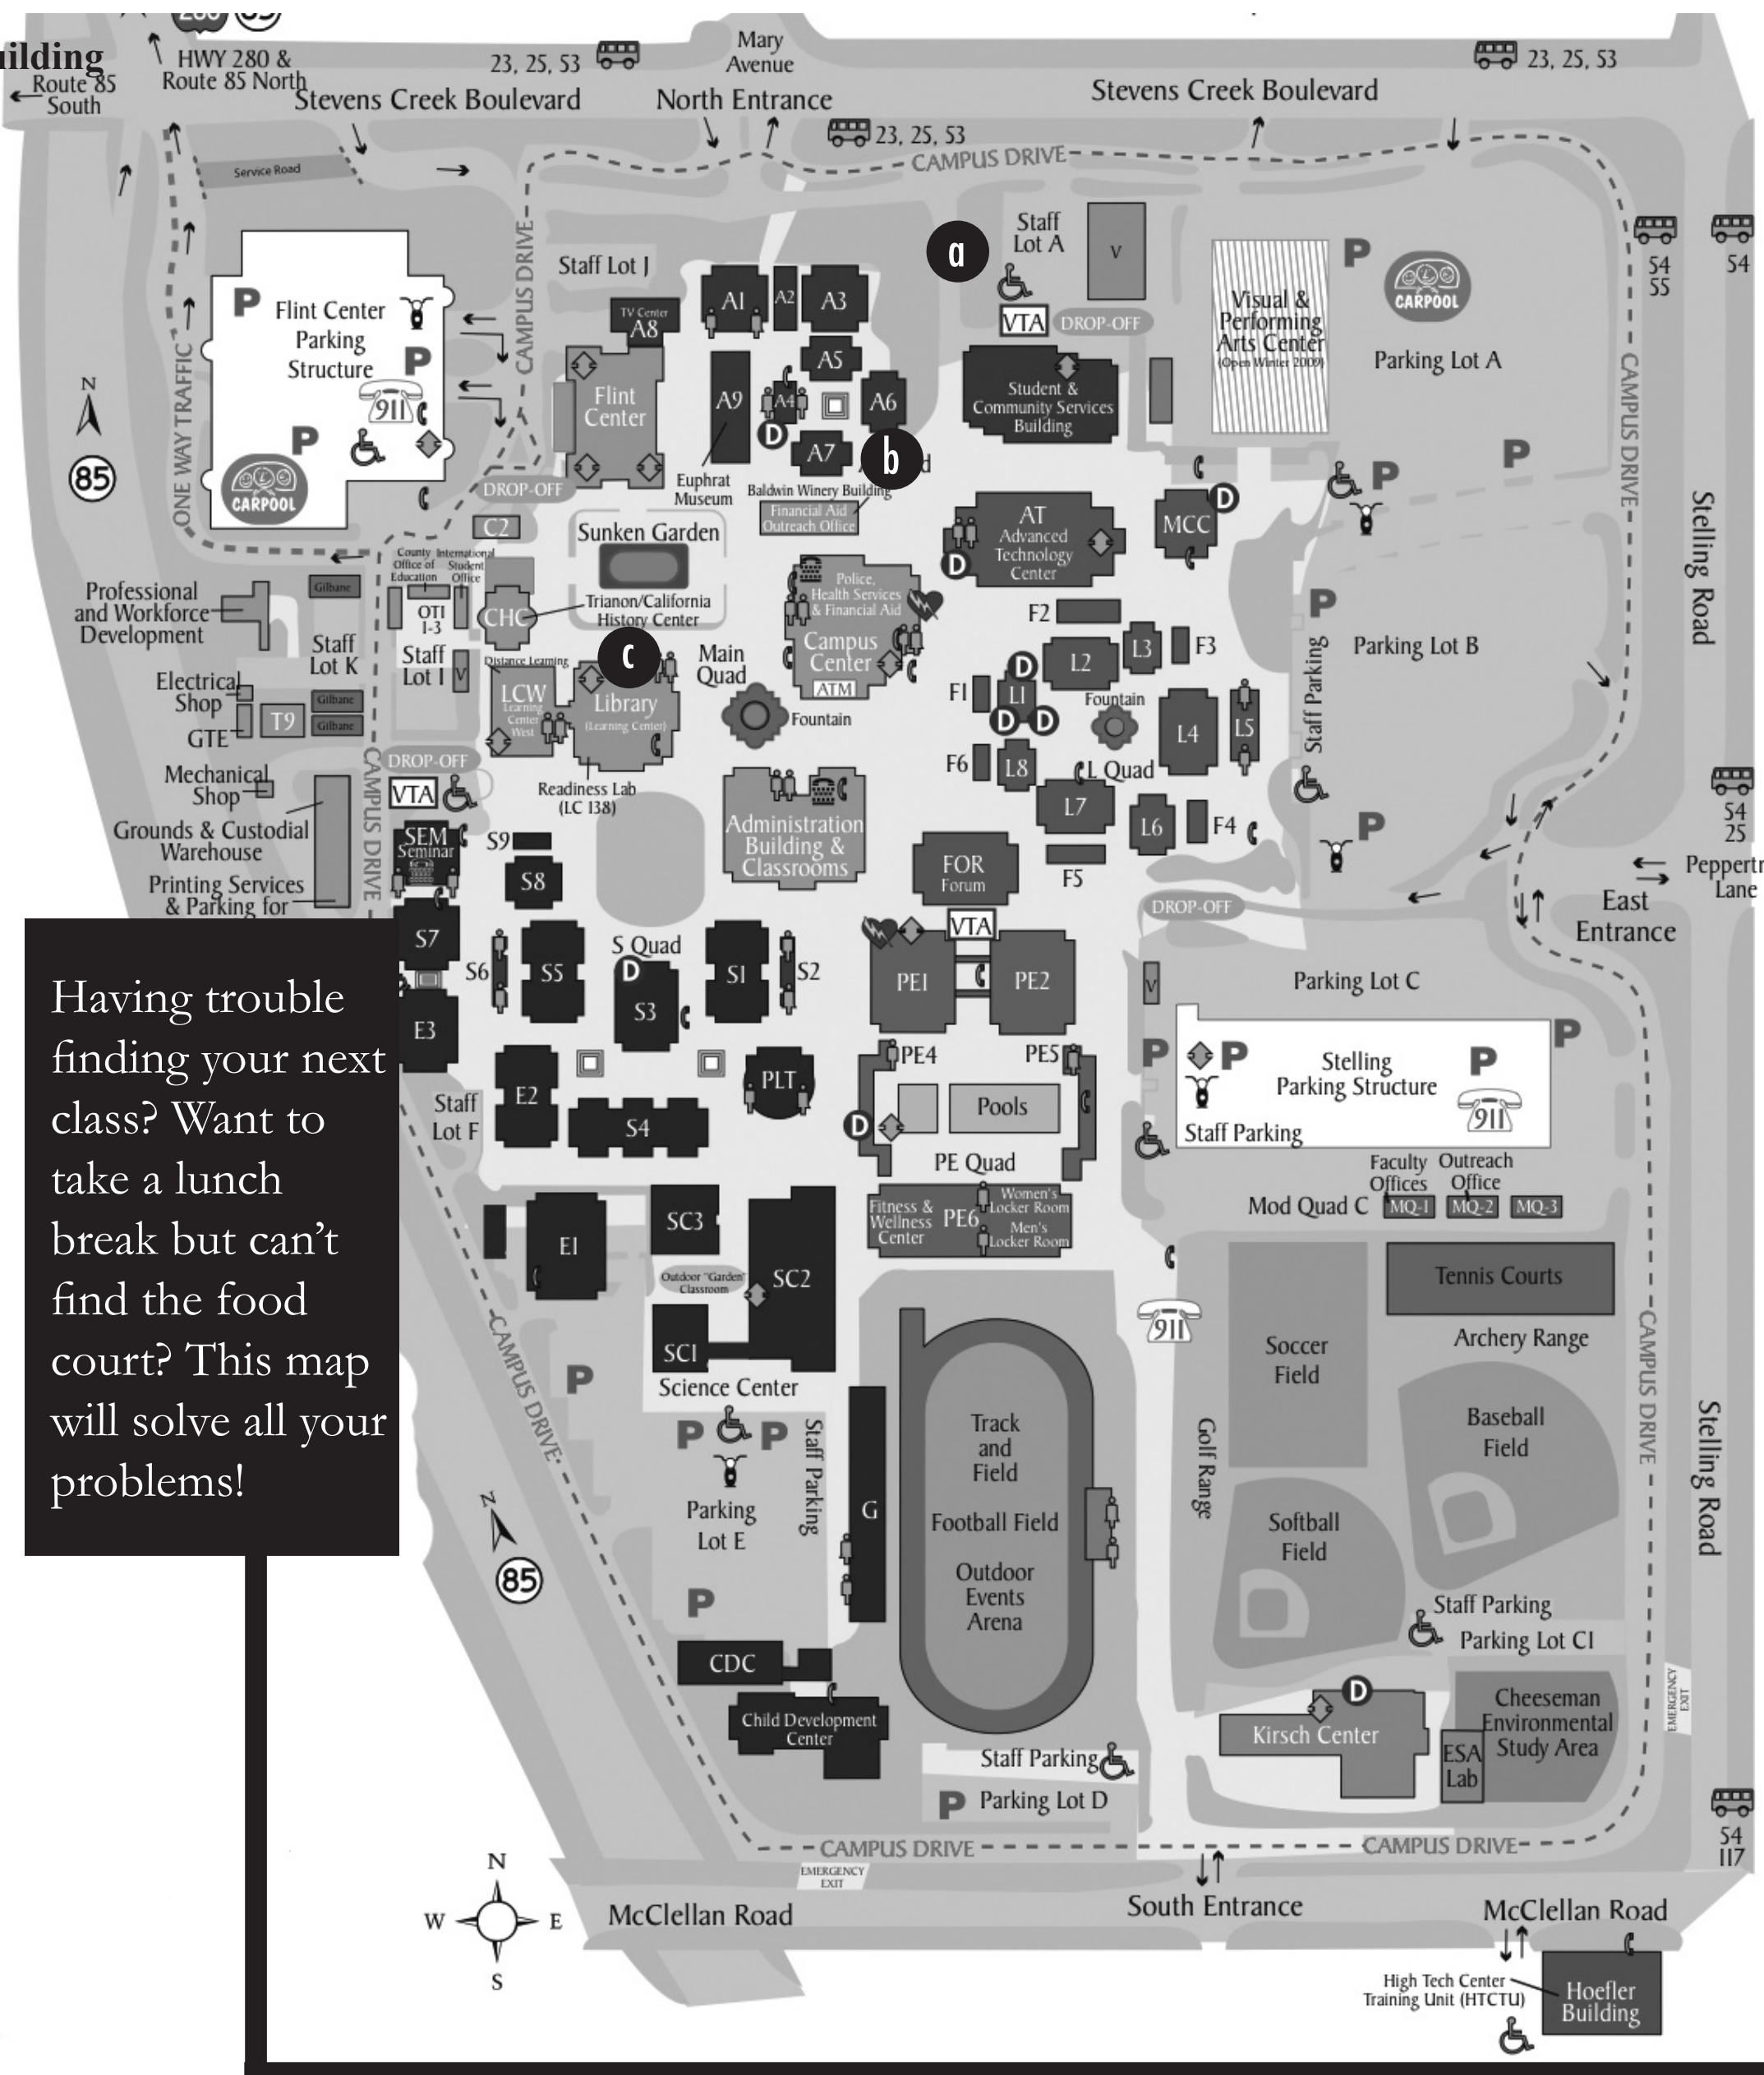 280
85
uilding
HWY 280 &
Route 85 North
Route 85
South
23, 25, 53
Mary
Avenue
23, 25, 53
Stevens Creek Boulevard
North Entrance
Stevens Creek Boulevard
23, 25, 53
CAMPUS DRIVE
Service Road
Staff
Lot A
a
V
VTA
DROP-OFF
54
55
54
P
CARPOOL
Visual &
Performing
Arts Center
(Open Winter 2009)
Parking Lot A
CAMPUS DRIVE
CAMPUS DRIVE
ONE WAY TRAFFIC
Staff Lot J
P
Flint Center
Parking
Structure
P
911
P
CARPOOL
N
85
TV Center
A8
A1
A2
A3
A5
A9
A4
A6
D
A7
b
d
Flint
Center
Student &
Community Services
Building
Euphrat
Museum
Baldwin Winery Building
Financial Aid
Outreach Office
DROP-OFF
C2
Sunken Garden
AT
Advanced
Technology
Center
D
MCC
D
P
P
CAMPUS DRIVE
Stelling Road
County
Office of
Education
International
Student
Office
OTI
1-3
CHC
Trianon/California
History Center
Gilbane
Professional
and Workforce
Development
Staff
Lot K
Staff
Lot I
V
Police,
Health Services
& Financial Aid
Campus
Center
ATM
F2
L2
L3
F3
P
Parking Lot B
Staff Parking
Electrical
Shop
GTE
T9
Gilbane
Gilbane
Distance Learning
LCW
Learning
Center
West
c
Library
(Learning Center)
Main
Quad
Fountain
F1
D
L1
D
D
Fountain
L4
L5
F6
L8
L Quad
L7
L6
F4
F5
DROP-OFF
VTA
CAMPUS DRIVE
Mechanical
Shop
Readiness Lab
(LC 138)
Grounds & Custodial
Warehouse
Printing Services
& Parking for
Administration
Building &
Classrooms
FOR
Forum
P
54
25
Peppertr
Lane
East
Entrance
DROP-OFF
SEM
Seminar
S9
S8
S7
S6
S5
S Quad
D
S3
S1
S2
VTA
PE1
PE2
V
Parking Lot C
E3
E2
S4
PLT
PE4
PE5
Pools
D
PE Quad
P
P
Stelling
Parking Structure
P
P
911
Staff Parking
Staff
Lot F
Faculty
Offices
Outreach
Office
Mod Quad C
MQ-1
MQ-2
MQ-3
E1
SC3
SC2
Outdoor "Garden"
Classroom
SC1
Science Center
Fitness &
Wellness
Center
PE6
Women's
Locker Room
Men's
Locker Room
911
Tennis Courts
Archery Range
Soccer
Field
Baseball
Field
Softball
Field
Golf Range
CAMPUS DRIVE
Stelling Road
Having trouble
finding your next
class? Want to
take a lunch
break but can't
find the food
court? This map
will solve all your
problems!
CAMPUS DRIVE
P
P
P
Parking
Lot E
Staff Parking
P
G
Track
and
Field
Football Field
Outdoor
Events
Arena
N
85
CDC
Child Development
Center
Staff Parking
P
Parking Lot D
Staff Parking
Parking Lot C1
D
Kirsch Center
ESA
Lab
Cheeseman
Environmental
Study Area
EMERGENCY
EXIT
54
117
CAMPUS DRIVE
CAMPUS DRIVE
EMERGENCY
EXIT
McClellan Road
South Entrance
McClellan Road
N
W
E
S
High Tech Center
Training Unit (HTCTU)
Hoefler
Building